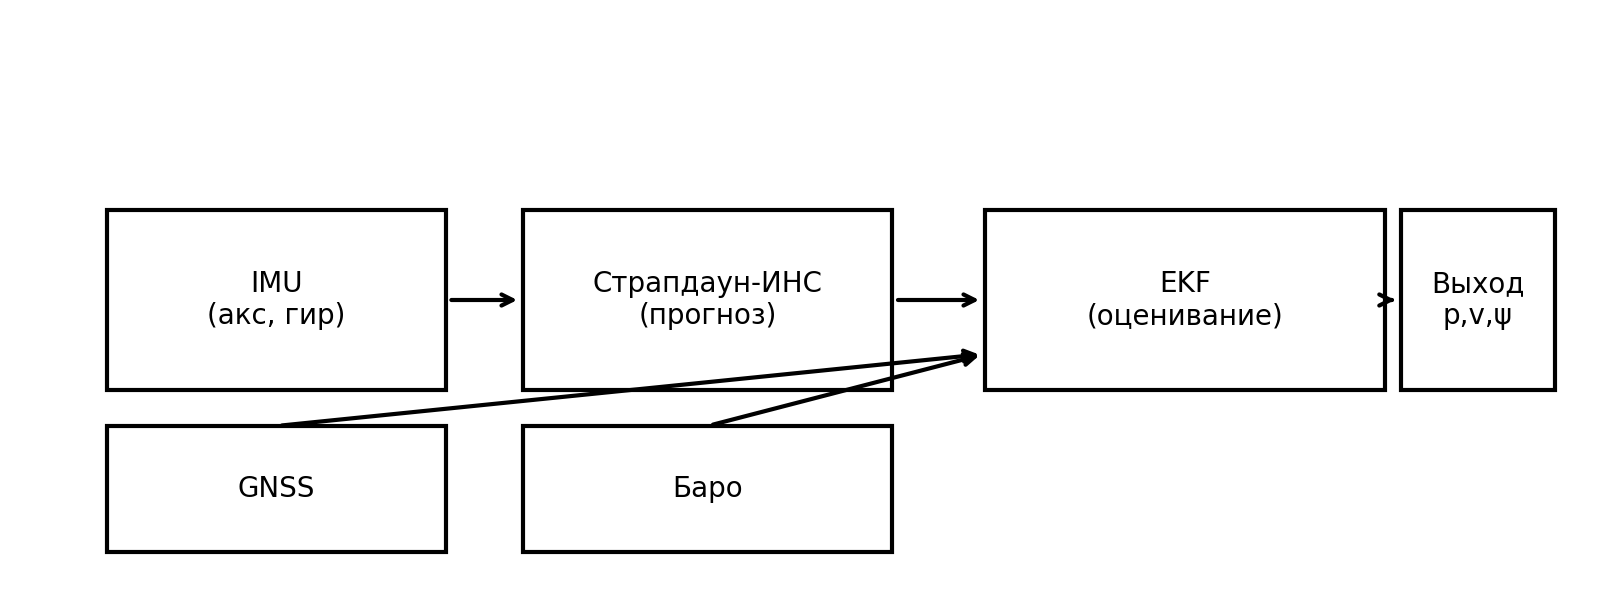 IMU
(акс, гир)
Страпдаун-ИНС
(прогноз)
EKF
(оценивание)
Выход
p,v,ψ
GNSS
Баро